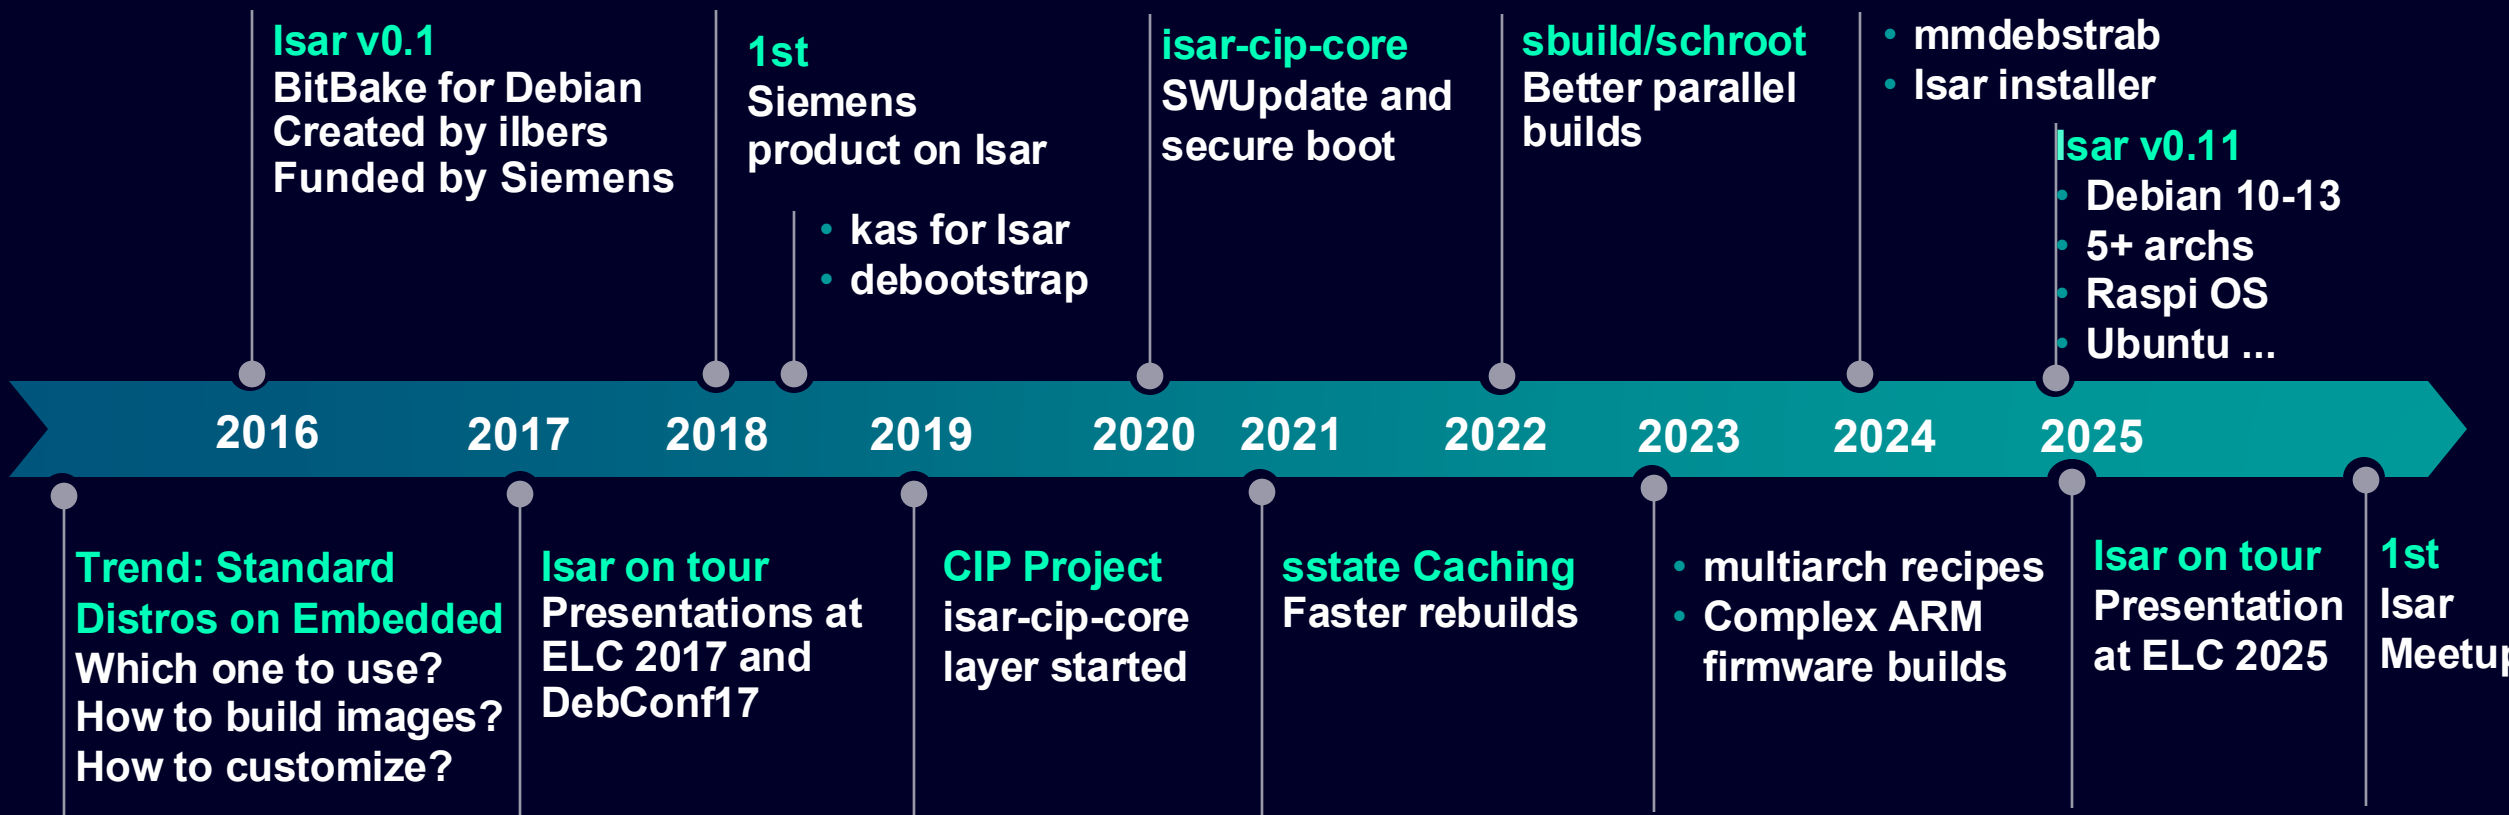 Isar v0.1
BitBake for Debian
Created by ilbers
Funded by Siemens
1st
Siemens
product on Isar
• kas for Isar
• debootstrap
isar-cip-core
SWUpdate and
secure boot
sbuild/schroot
Better parallel
builds
• mmdebstrab
• Isar installer
Isar v0.11
• Debian 10-13
• 5+ archs
• Raspi OS
• Ubuntu ...
2016 2017 2018 2019 2020 2021 2022 2023 2024 2025
Trend: Standard
Distros on Embedded
Which one to use?
How to build images?
How to customize?
Isar on tour
Presentations at
ELC 2017 and
DebConf17
CIP Project
isar-cip-core
layer started
sstate Caching
Faster rebuilds
• multiarch recipes
• Complex ARM
firmware builds
Isar on tour
Presentation
at ELC 2025
1st
Isar
Meetup